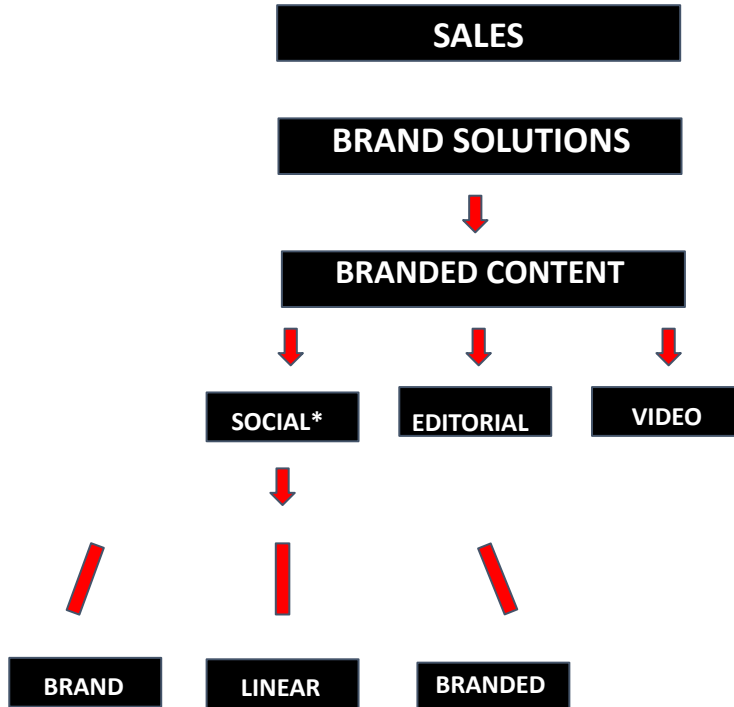 SALES
BRAND SOLUTIONS
BRANDED CONTENT
SOCIAL*
EDITORIAL
VIDEO
BRAND
LINEAR
BRANDED